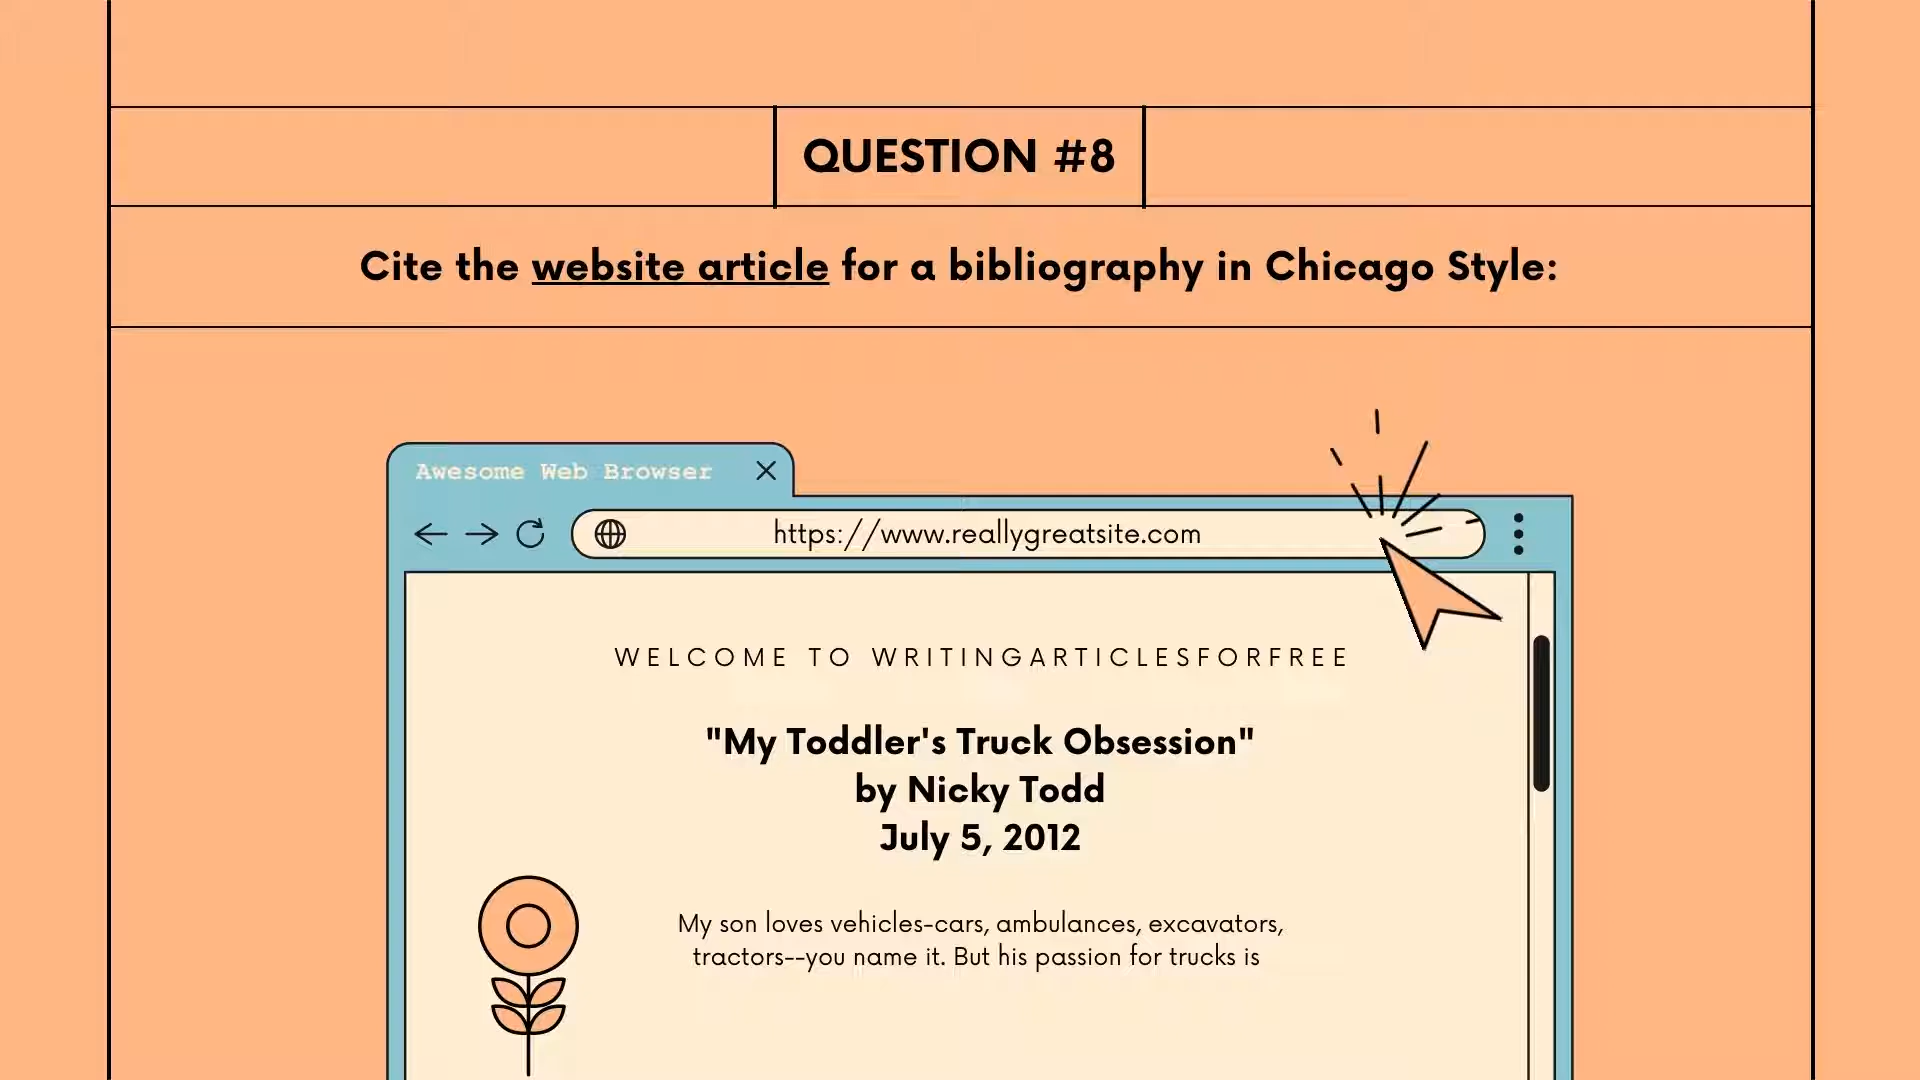 QUESTION #8
Cite the website article for a bibliography in Chicago Style:
Awesome Web Browser
https://www.reallygreatsite.com
WELCOME TO WRITINGARTICLESFORFREE
"My Toddler's Truck Obsession"
by Nicky Todd
July 5, 2012
My son loves vehicles-cars, ambulances, excavators,
tractors--you name it. But his passion for trucks is